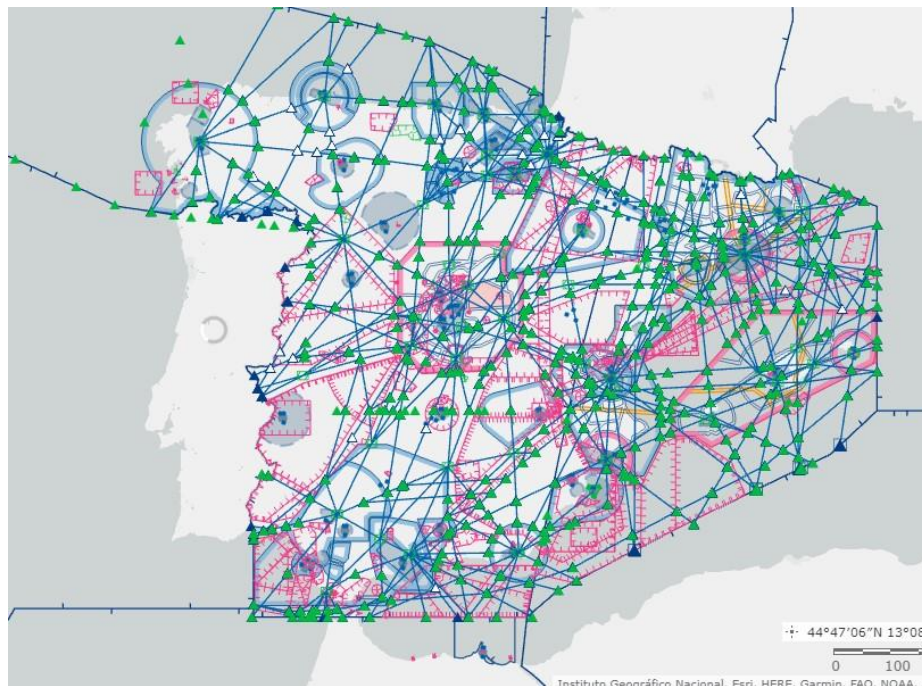 44°47'06"N 13°08
0 100
Instituto Geográfico Nacional, Esri, HERE, Garmin, FAO, NOAA